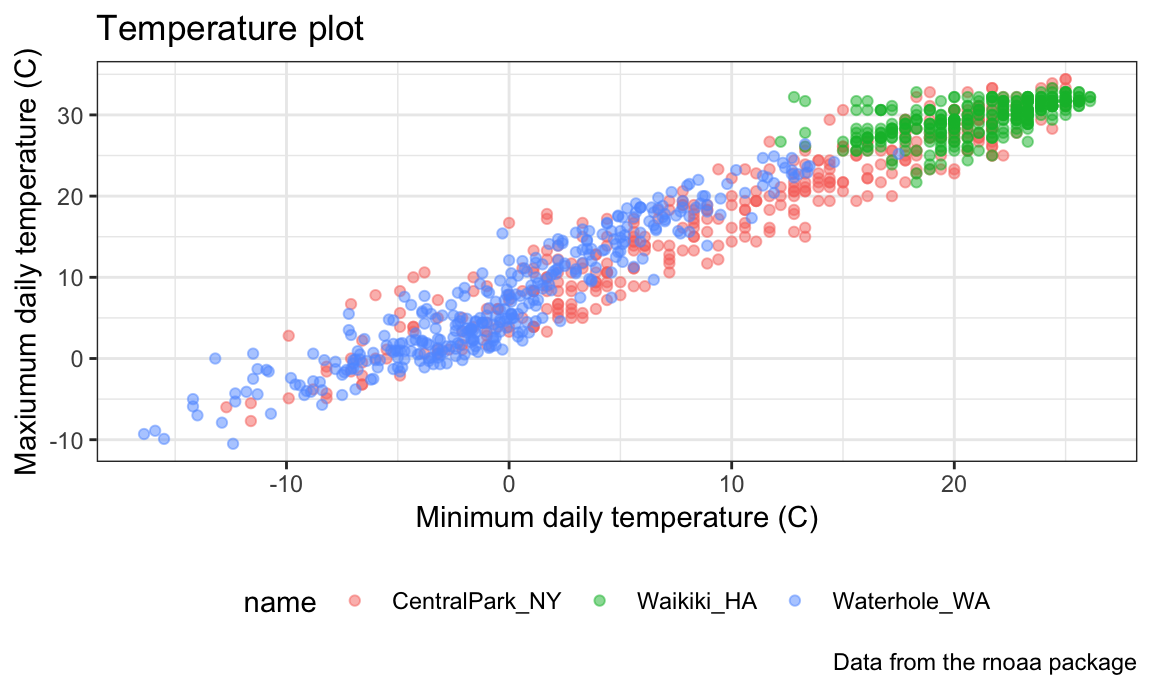 Temperature plot
Maxiumum daily temperature (C)
30
20
10
0
-10
-10 0 10 20
Minimum daily temperature (C)
name CentralPark_NY Waikiki_HA Waterhole_WA
Data from the rnoaa package